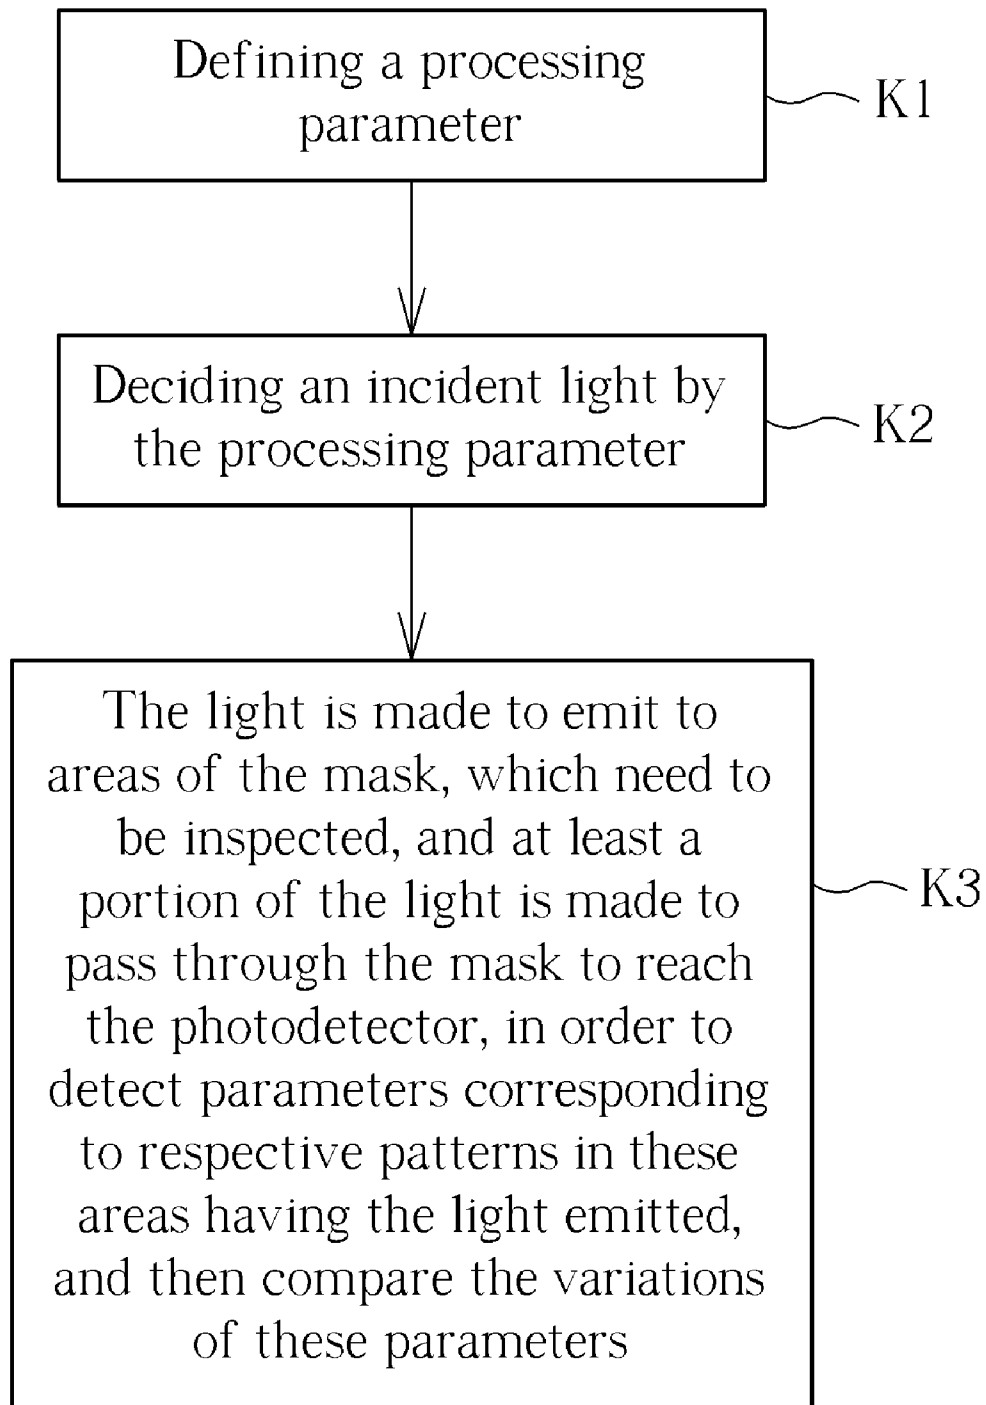 Defining a processing
parameter
K1
Deciding an incident light by
the processing parameter
K2
The light is made to emit to
areas of the mask, which need to
be inspected, and at least a
portion of the light is made to
pass through the mask to reach
the photodetector, in order to
detect parameters corresponding
to respective patterns in these
areas having the light emitted,
and then compare the variations
of these parameters
K3